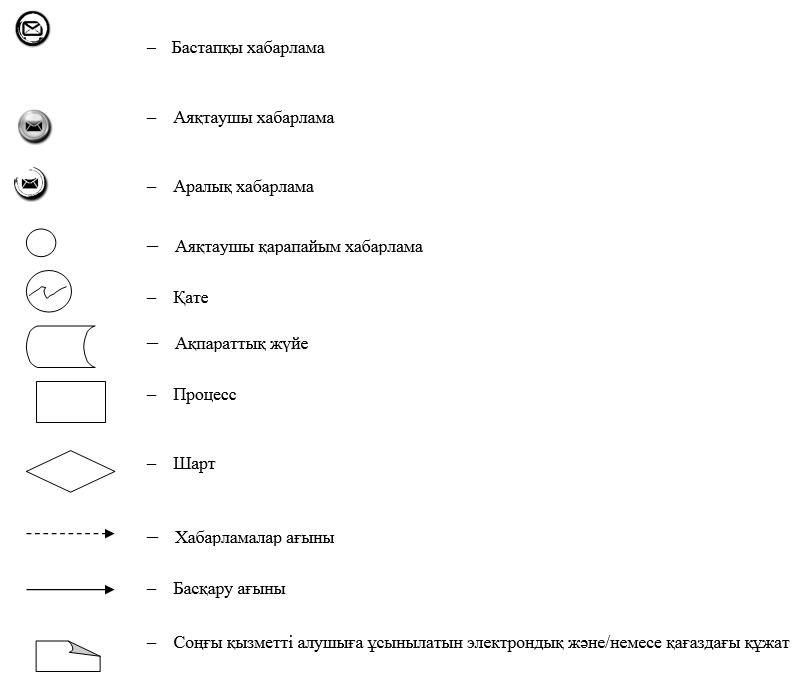 – Бастапқы хабарлама
– Аяқтаушы хабарлама
– Аралық хабарлама
– Аяқтаушы қарапайым хабарлама
– Қате
– Ақпараттық жүйе
– Процесс
– Шарт
– Хабарламалар ағыны
– Басқару ағыны
– Соңғы қызметті алушыға ұсынылатын электрондық және/немесе қағаздағы құжат